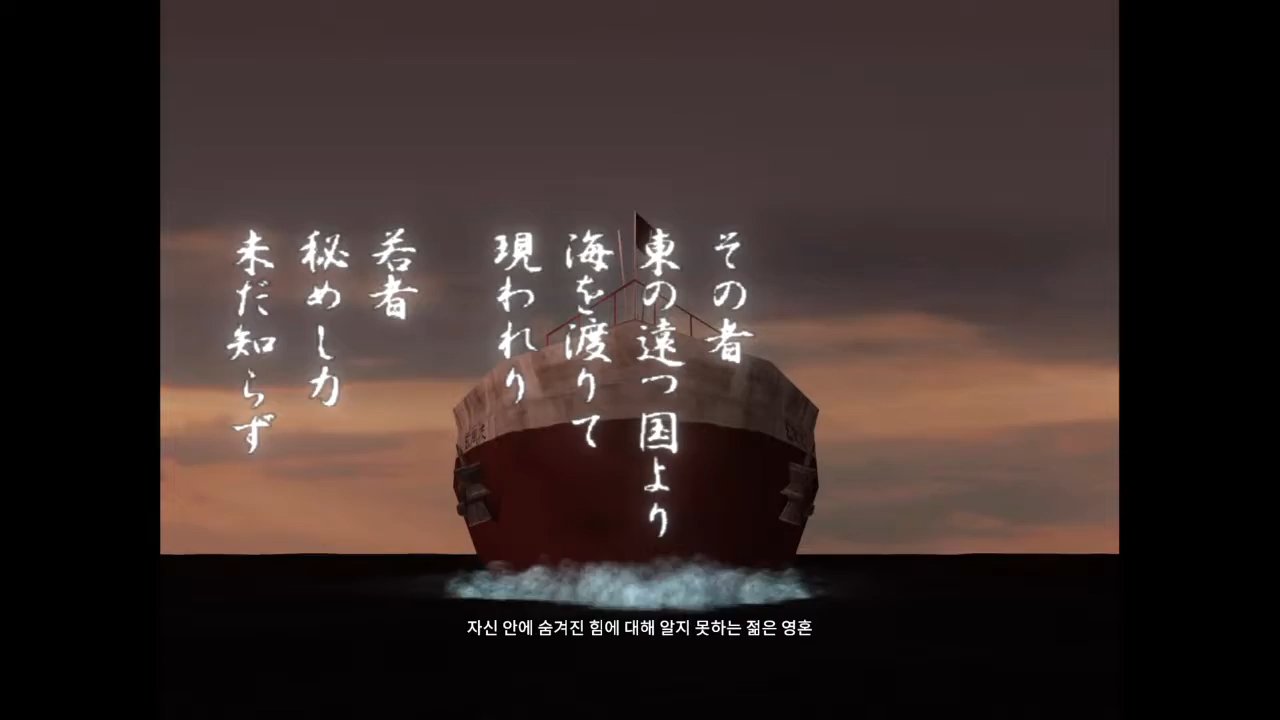 その者
東の遠つ国より
海を渡りて
現われり
若者
秘めし力
未だ知らず
자신 안에 숨겨진 힘에 대해 알지 못하는 젊은 영혼